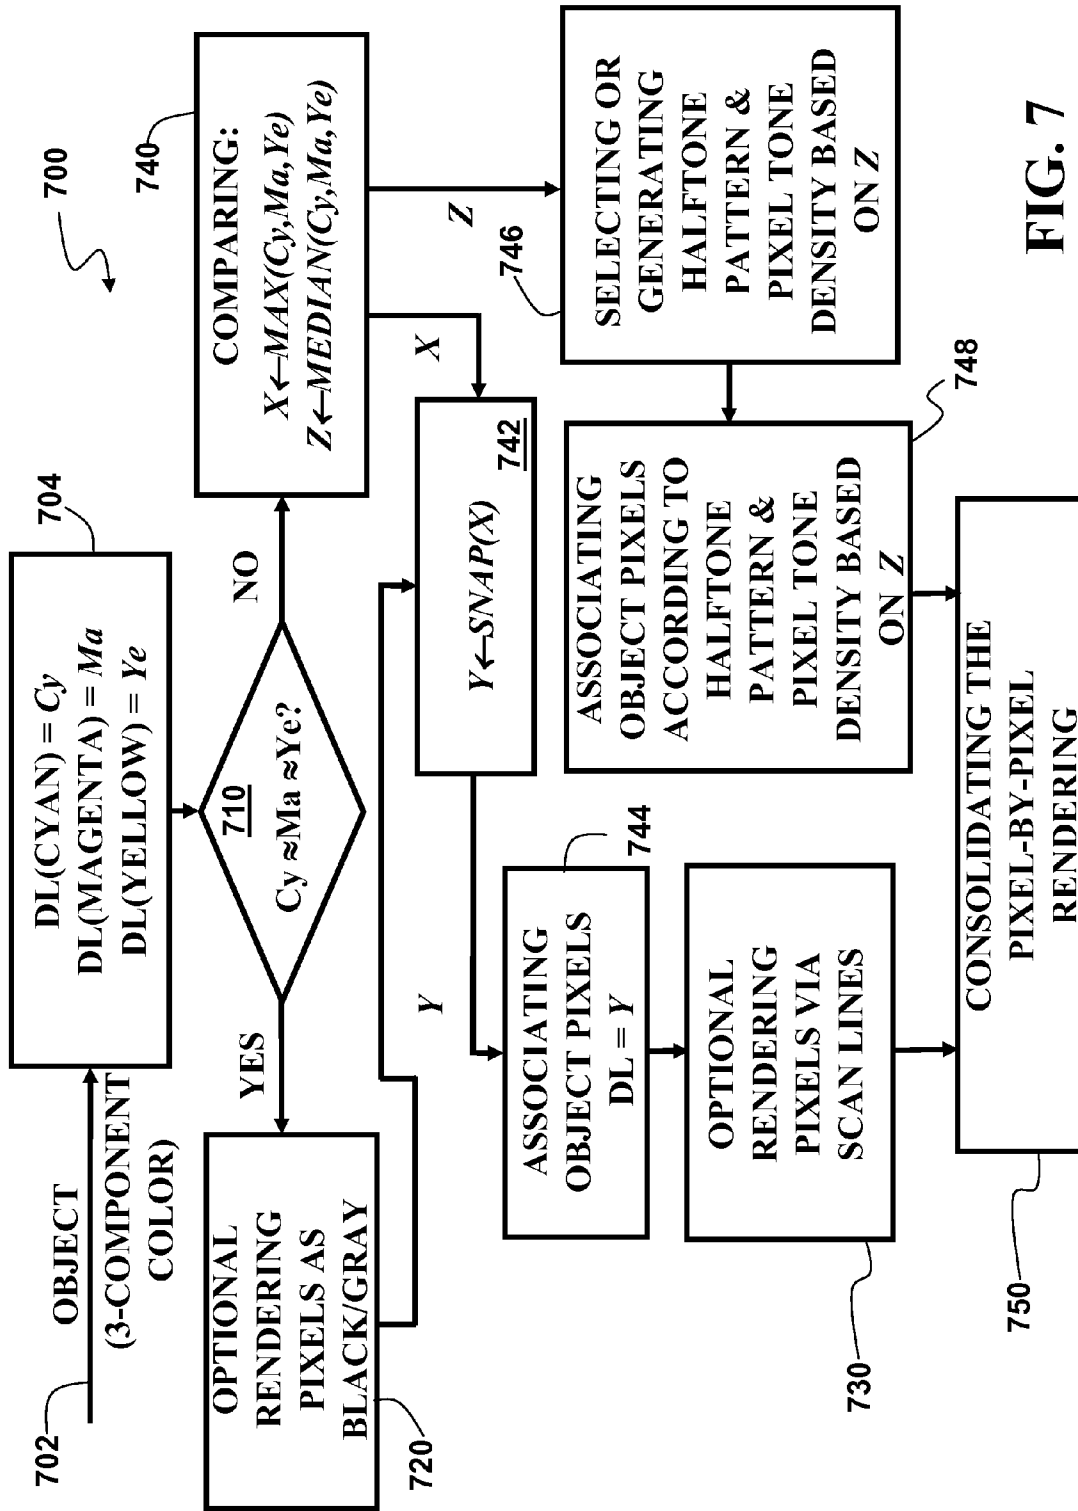 700
702
OBJECT
(3-COMPONENT
COLOR)
704
DL(CYAN) = Cy
DL(MAGENTA) = Ma
DL(YELLOW) = Ye
710
Cy≈Ma≈Ye?
YES
NO
OPTIONAL
RENDERING
PIXELS AS
BLACK/GRAY
720
740
COMPARING:
X←MAX(Cy,Ma,Ye)
Z←MEDIAN(Cy,Ma,Ye)
X
Z
Y←SNAP(X)
742
Y
ASSOCIATING
OBJECT PIXELS
DL = Y
744
746
SELECTING OR
GENERATING
HALFTONE
PATTERN &
PIXEL TONE
DENSITY BASED
ON Z
ASSOCIATING
OBJECT PIXELS
ACCORDING TO
HALFTONE
PATTERN &
PIXEL TONE
DENSITY BASED
ON Z
748
OPTIONAL
RENDERING
PIXELS VIA
SCAN LINES
730
CONSOLIDATING THE
PIXEL-BY-PIXEL
RENDERING
750
FIG. 7